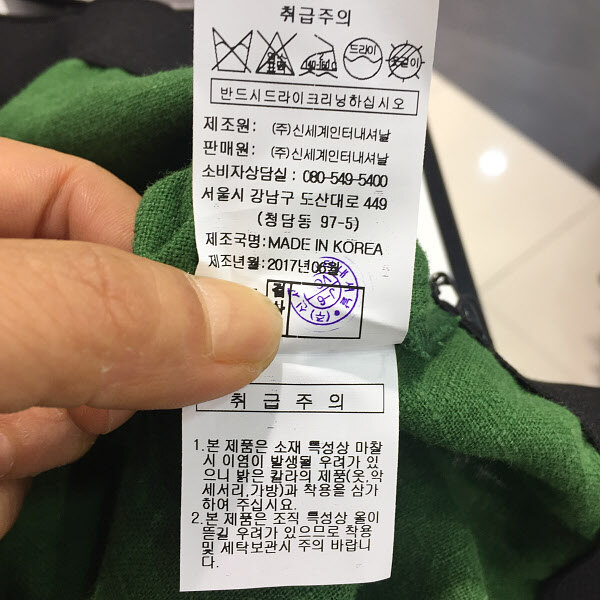 취급주의
드라이
옷걸이
반드시드라이크리닝하십시오
제조원: (주)신세계인터내셔날
판매원: (주)신세계인터내셔날
소비자상담실: 080-549-5400
서울시 강남구 도산대로 449
(청담동 97-5)
제조국명: MADE IN KOREA
제조년월: 2017년06월
취급주의
1.본 제품은 소재 특성상 마찰
시 이염이 발생될 우려가 있
으니 밝은 칼라의 제품(옷,악
세서리,가방)과 착용을 삼가
하여 주십시요.
2.본 제품은 조직 특성상 올이
뜯길 우려가 있으므로 착용
및 세탁보관시 주의 바랍니
다.